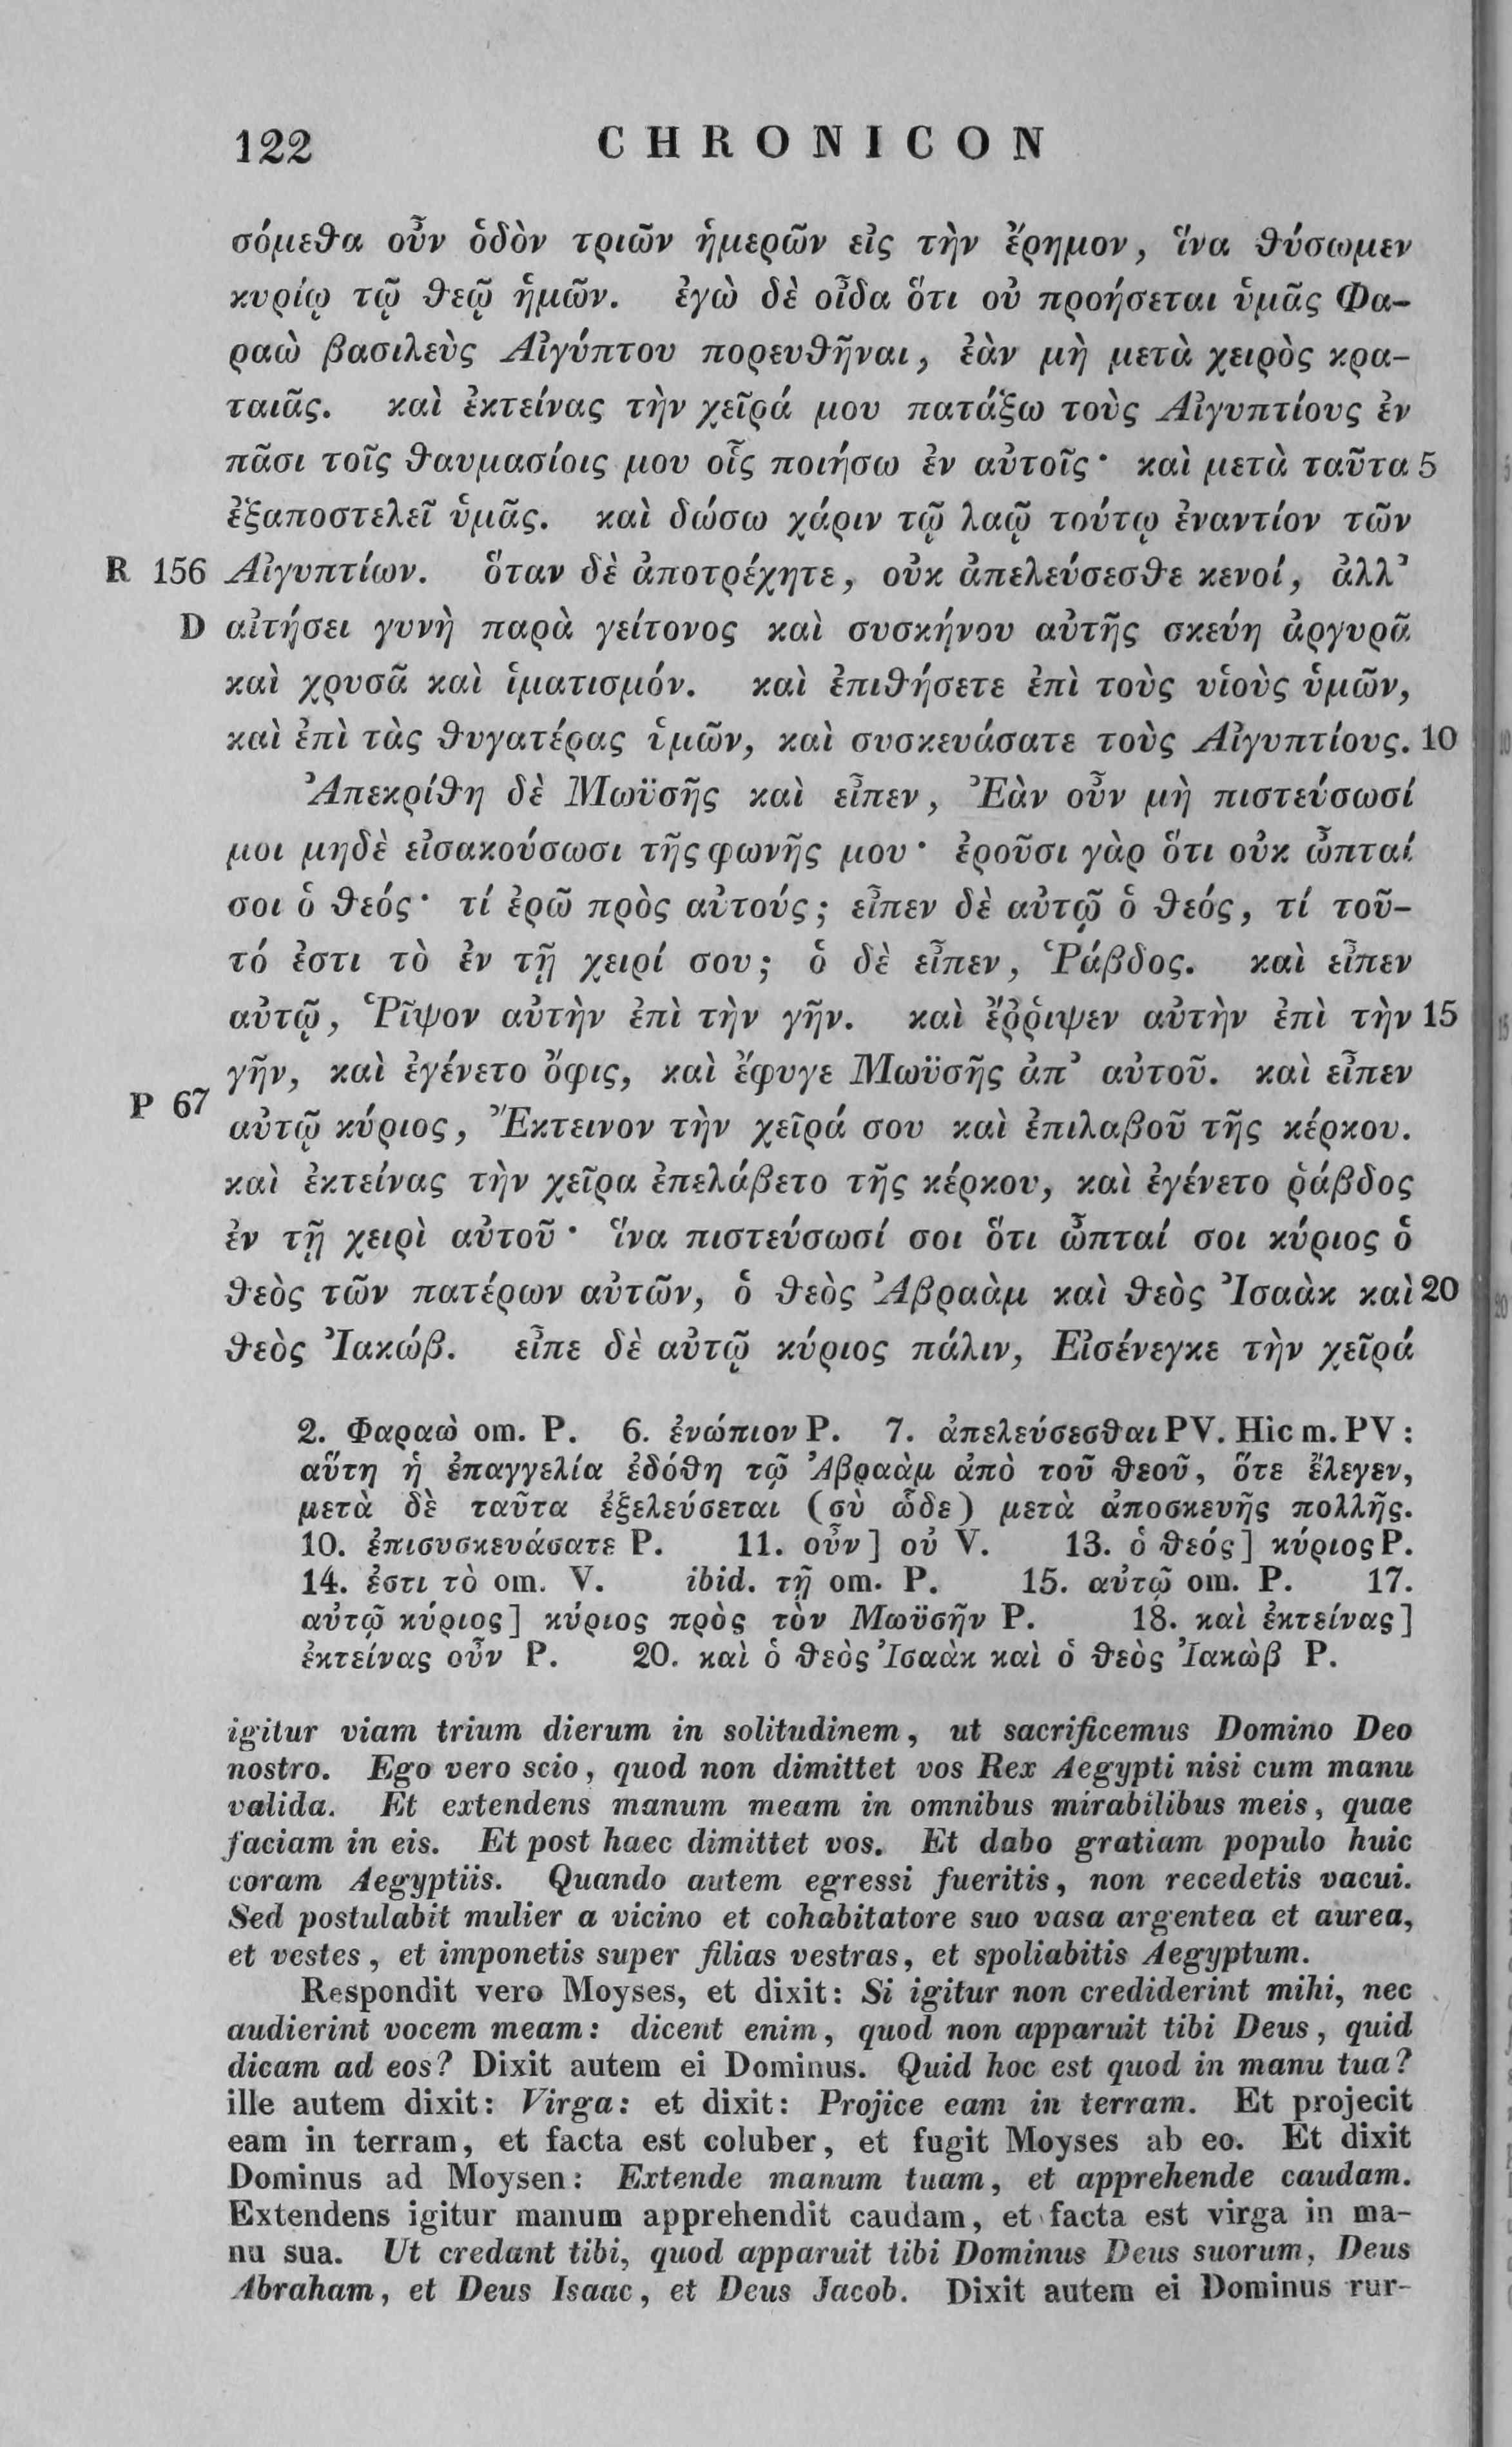 122 CHRONICON
σόμεθα οὖν ὁδὸν τριῶν ἡμερῶν εἰς τὴν ἔρημον, ἵνα θύσωμεν
κυρίῳ τῷ θεῷ ἡμῶν. ἐγὼ δὲ οἶδα ὅτι οὐ προήσεται ὑμᾶς Φα-
ραὼ βασιλεὺς Αἰγύπτου πορευθῆναι, ἐὰν μὴ μετὰ χειρὸς κρα-
ταιᾶς. καὶ ἐκτείνας τὴν χεῖρά μου πατάξω τοὺς Αἰγυπτίους ἐν
πᾶσι τοῖς θαυμασίοις μου οἷς ποιήσω ἐν αὐτοῖς· καὶ μετὰ ταῦτα 5
ἐξαποστελεῖ ὑμᾶς. καὶ δώσω χάριν τῷ λαῷ τούτῳ ἐναντίον τῶν
R 156 Αἰγυπτίων. ὅταν δὲ ἀποτρέχητε, οὐκ ἀπελεύσεσθε κενοί, ἀλλ’
D αἰτήσει γυνὴ παρὰ γείτονος καὶ συσκήνου αὐτῆς σκεύη ἀργυρᾶ
καὶ χρυσᾶ καὶ ἱματισμόν. καὶ ἐπιθήσετε ἐπὶ τοὺς υἱοὺς ὑμῶν,
καὶ ἐπὶ τὰς θυγατέρας ὑμῶν, καὶ συσκευάσατε τοὺς Αἰγυπτίους. 10
Ἀπεκρίθη δὲ Μωϋσῆς καὶ εἶπεν, Ἐὰν οὖν μὴ πιστεύσωσί
μοι μηδὲ εἰσακούσωσι τῆς φωνῆς μου· ἐροῦσι γὰρ ὅτι οὐκ ὦπταί
σοι ὁ θεός· τί ἐρῶ πρὸς αὐτούς; εἶπεν δὲ αὐτῷ ὁ θεός, τί τοῦ-
τό ἐστι τὸ ἐν τῇ χειρί σου; ὁ δὲ εἶπεν, Ῥάβδος. καὶ εἶπεν
αὐτῷ, Ῥῖψον αὐτὴν ἐπὶ τὴν γῆν. καὶ ἔῤῥιψεν αὐτὴν ἐπὶ τὴν 15
γῆν, καὶ ἐγένετο ὄφις, καὶ ἔφυγε Μωϋσῆς ἀπ’ αὐτοῦ. καὶ εἶπεν
P 67 αὐτῷ κύριος, Ἔκτεινον τὴν χεῖρά σου καὶ ἐπιλαβοῦ τῆς κέρκου.
καὶ ἐκτείνας τὴν χεῖρα ἐπελάβετο τῆς κέρκου, καὶ ἐγένετο ῥάβδος
ἐν τῇ χειρὶ αὐτοῦ· ἵνα πιστεύσωσί σοι ὅτι ὦπταί σοι κύριος ὁ
θεὸς τῶν πατέρων αὐτῶν, ὁ θεὸς Ἀβραὰμ καὶ θεὸς Ἰσαὰκ καὶ 20
θεὸς Ἰακώβ. εἶπε δὲ αὐτῷ κύριος πάλιν, Εἰσένεγκε τὴν χεῖρά
2. Φαραὼ om. P. 6. ἐνώπιον P. 7. ἀπελεύσεσθαι PV. Hic m. PV:
αὕτη ἡ ἐπαγγελία ἐδόθη τῷ Ἀβραὰμ ἀπὸ τοῦ θεοῦ, ὅτε ἔλεγεν,
μετὰ δὲ ταῦτα ἐξελεύσεται (σὺ ὧδε) μετὰ ἀποσκευῆς πολλῆς.
10. ἐπισυσκευάσατε P. 11. οὖν] οὐ V. 13. ὁ θεός] κύριος P.
14. ἐστι τὸ om. V. ibid. τῇ om. P. 15. αὐτῷ om. P. 17.
αὐτῷ κύριος] κύριος πρὸς τὸν Μωϋσῆν P. 18. καὶ ἐκτείνας]
ἐκτείνας οὖν P. 20. καὶ ὁ θεὸς Ἰσαὰκ καὶ ὁ θεὸς Ἰακὼβ P.
igitur viam trium dierum in solitudinem, ut sacrificemus Domino Deo
nostro. Ego vero scio, quod non dimittet vos Rex Aegypti nisi cum manu
valida. Et extendens manum meam in omnibus mirabilibus meis, quae
faciam in eis. Et post haec dimittet vos. Et dabo gratiam populo huic
coram Aegyptiis. Quando autem egressi fueritis, non recedetis vacui.
Sed postulabit mulier a vicino et cohabitatore suo vasa argentea et aurea,
et vestes, et imponetis super filias vestras, et spoliabitis Aegyptum.
Respondit vero Moyses, et dixit: Si igitur non crediderint mihi, nec
audierint vocem meam: dicent enim, quod non apparuit tibi Deus, quid
dicam ad eos? Dixit autem ei Dominus. Quid hoc est quod in manu tua?
ille autem dixit: Virga: et dixit: Projice eam in terram. Et projecit
eam in terram, et facta est coluber, et fugit Moyses ab eo. Et dixit
Dominus ad Moysen: Extende manum tuam, et apprehende caudam.
Extendens igitur manum apprehendit caudam, et facta est virga in ma-
nu sua. Ut credant tibi, quod apparuit tibi Dominus Deus suorum, Deus
Abraham, et Deus Isaac, et Deus Jacob. Dixit autem ei Dominus rur-